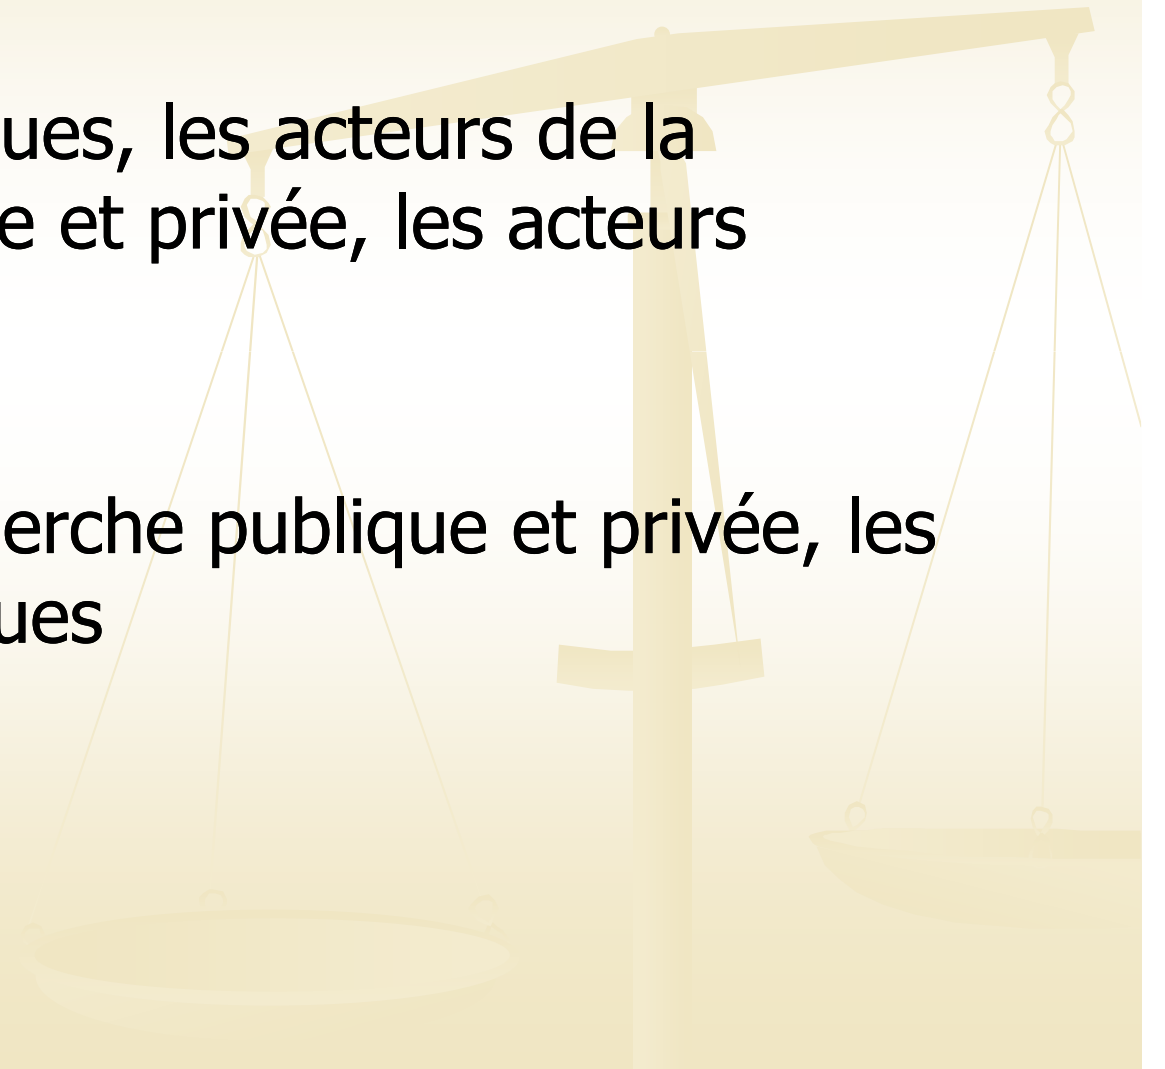 ues, les acteurs de la
e et privée, les acteurs
erche publique et privée, les
ues